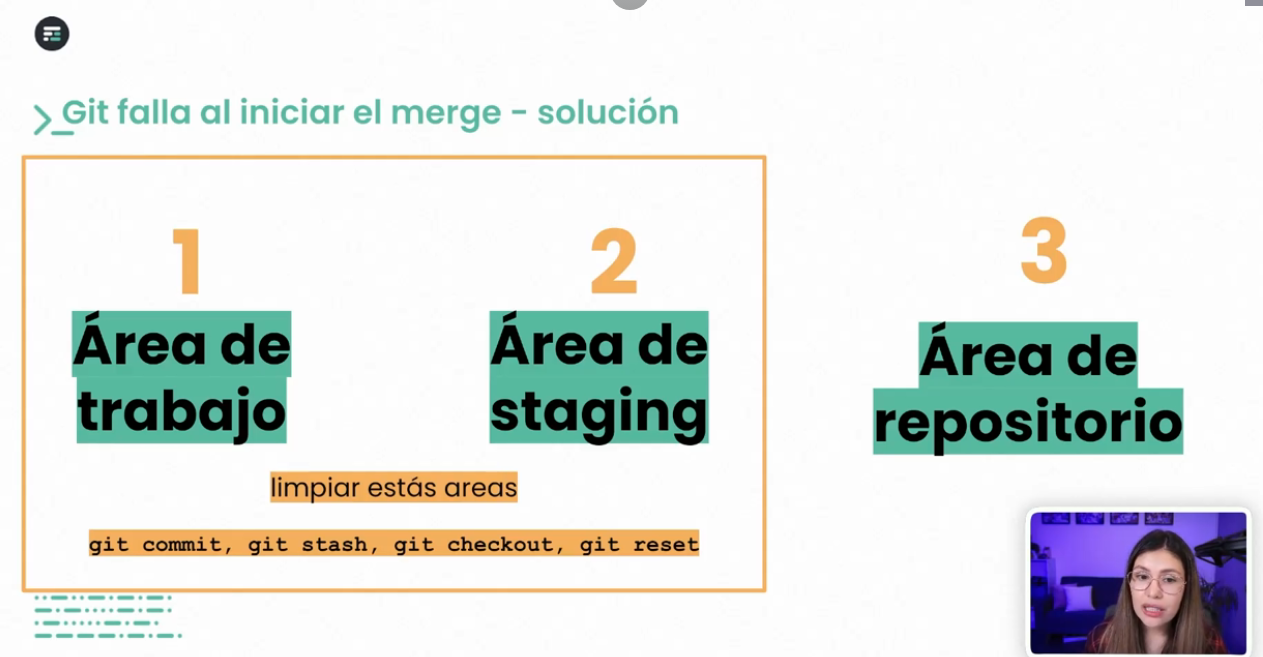 Git falla al iniciar el merge - solución
1
Área de
trabajo
2
Área de
staging
3
Área de
repositorio
limpiar estás areas
git commit, git stash, git checkout, git reset